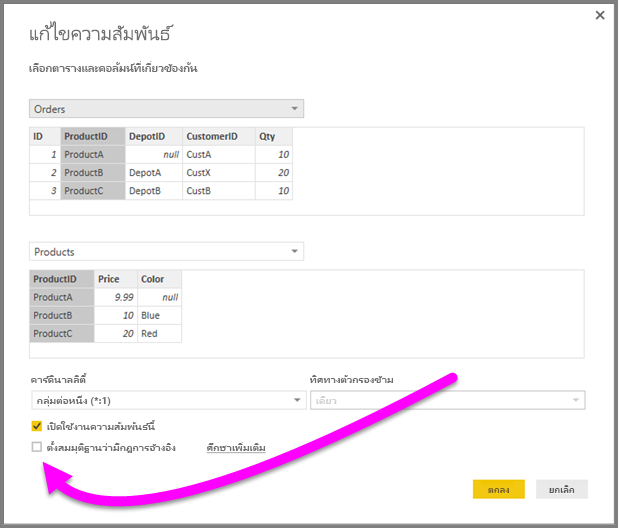 แก้ไขความสัมพันธ์
เลือกตารางและคอลัมน์ที่เกี่ยวข้องกัน
Orders
ID ProductID DepotID CustomerID Qty
1 ProductA null CustA 10
2 ProductB DepotA CustX 20
3 ProductC DepotB CustB 10
Products
ProductID Price Color
ProductA 9.99 null
ProductB 10 Blue
ProductC 20 Red
คาร์ดินาลลิตี้ ทิศทางตัวกรองข้าม
กลุ่มต่อหนึ่ง (*:1) เดียว
เปิดใช้งานความสัมพันธ์นี้
ตั้งสมมุติฐานว่ามีกฎการอ้างอิง ศึกษาเพิ่มเติม
ตกลง ยกเลิก